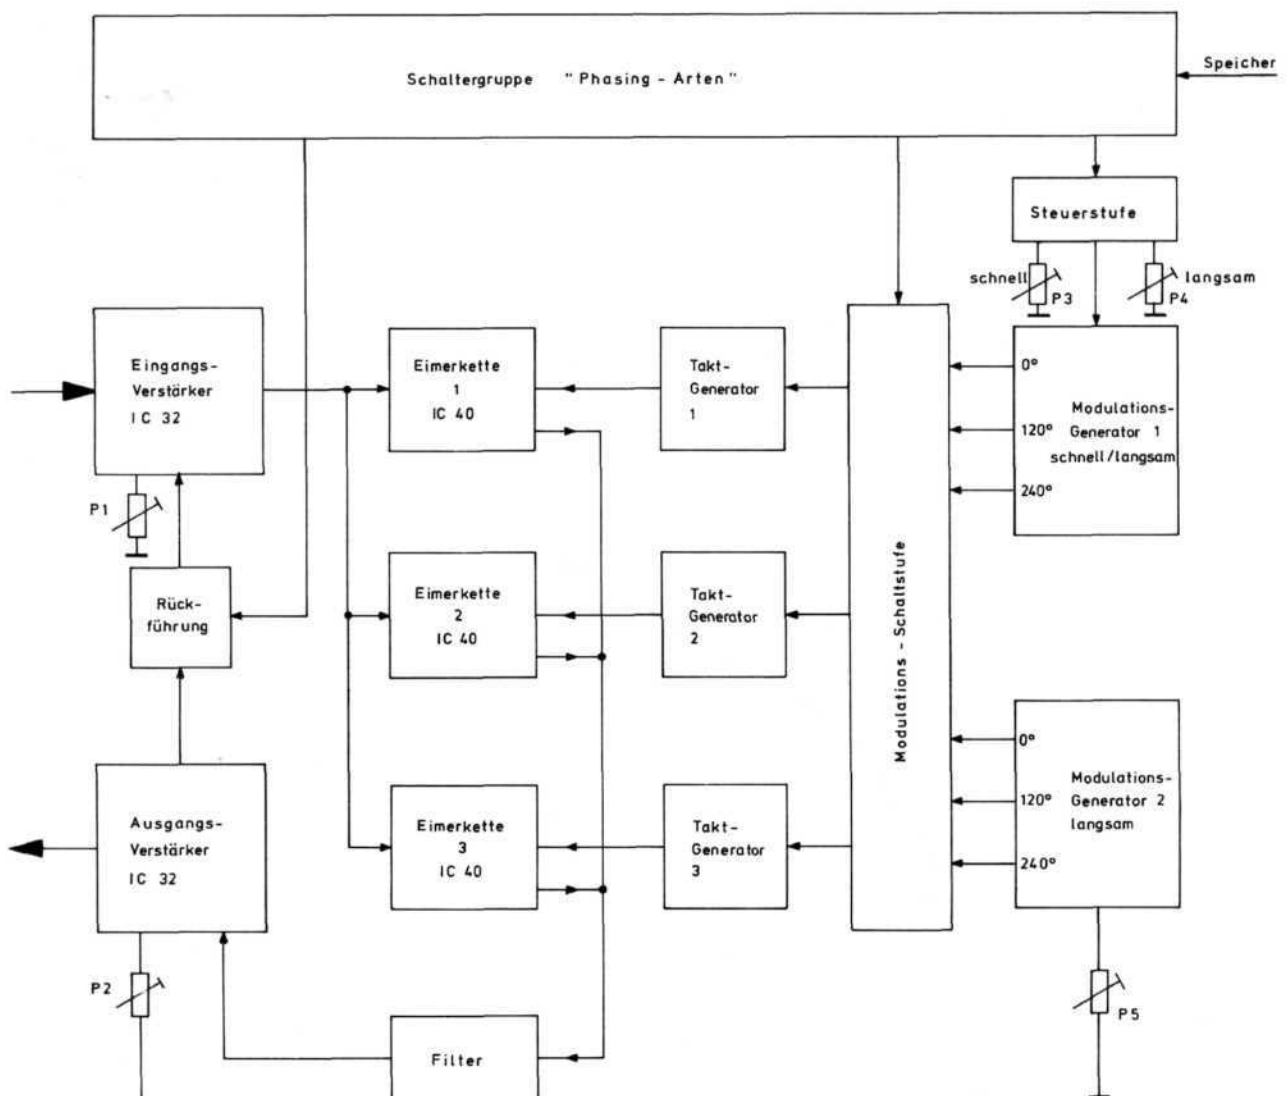 Schaltergruppe "Phasing - Arten"
Speicher
Steuerstufe
schnell
P3
langsam
P4
Eingangs-
Verstärker
IC 32
P1
Eimerkette
1
IC 40
Takt-
Generator
1
0°
120°
240°
Modulations-
Generator 1
schnell/langsam
Modulations - Schaltstufe
Rück-
führung
Eimerkette
2
IC 40
Takt-
Generator
2
Ausgangs-
Verstärker
IC 32
P2
Eimerkette
3
IC 40
Takt-
Generator
3
0°
120°
240°
Modulations-
Generator 2
langsam
P5
Filter